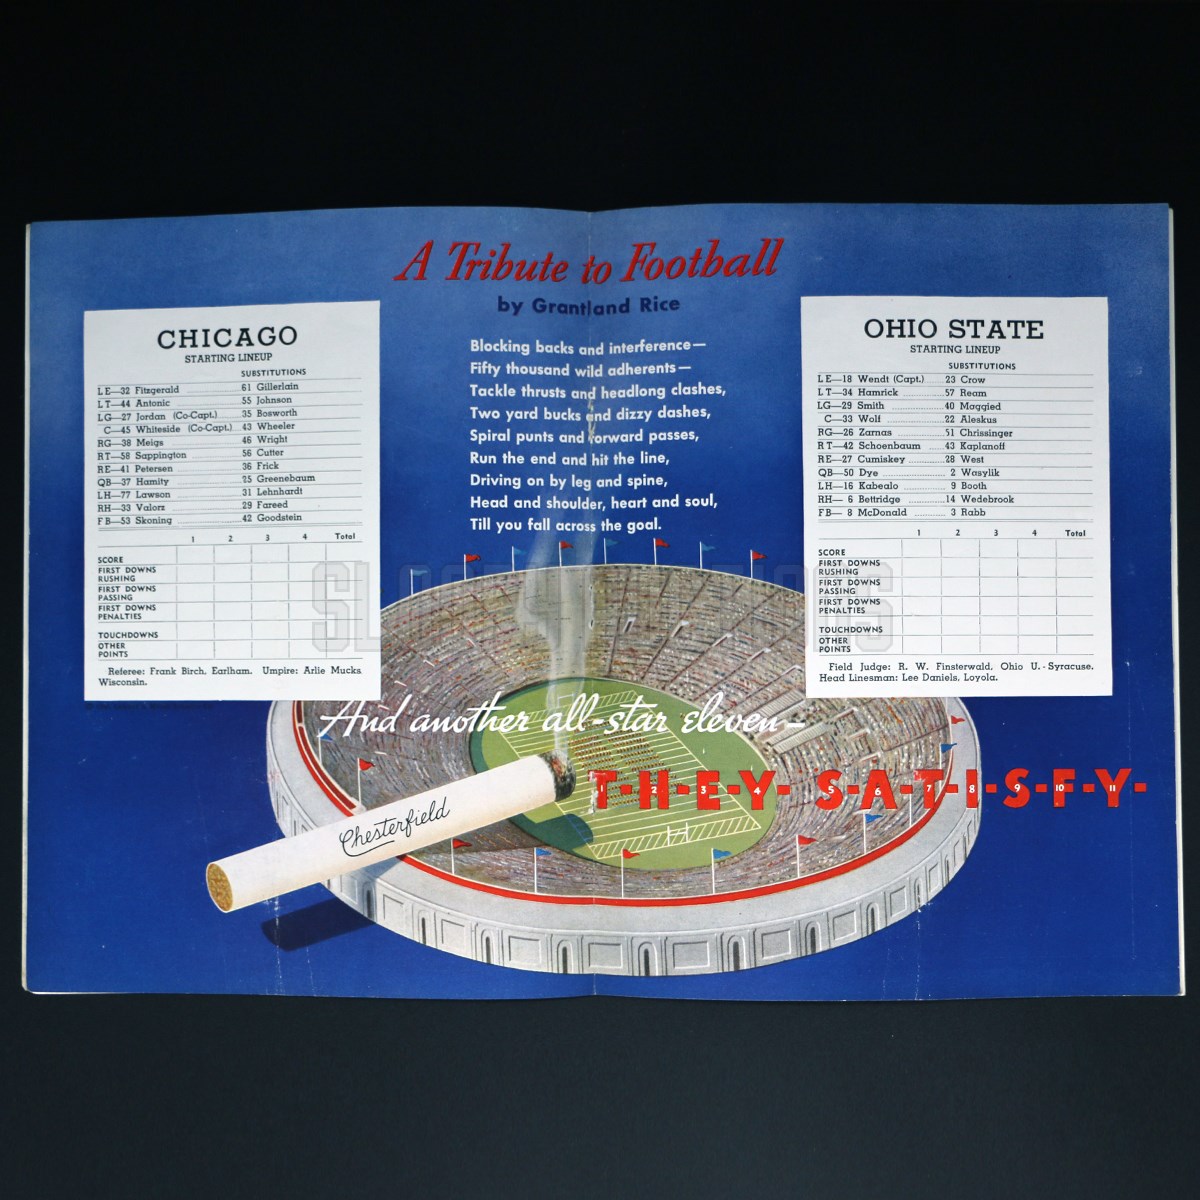 A Tribute to Football
by Grantland Rice
Blocking backs and interference—
Fifty thousand wild adherents—
Tackle thrusts and headlong clashes,
Two yard bucks and dizzy dashes,
Spiral punts and forward passes,
Run the end and hit the line,
Driving on by leg and spine,
Head and shoulder, heart and soul,
Till you fall across the goal.
CHICAGO
STARTING LINEUP
SUBSTITUTIONS
LE—32 Fitzgerald 61 Gillerlain
LT—44 Antonic 55 Johnson
LG—27 Jordan (Co-Capt.) 35 Bosworth
C—45 Whiteside (Co-Capt.) 43 Wheeler
RG—38 Meigs 46 Wright
RT—58 Sappington 56 Cutter
RE—41 Petersen 36 Frick
QB—37 Hamity 25 Greenebaum
LH—77 Lawson 31 Lehnhardt
RH—33 Valorz 29 Fareed
FB—53 Skoning 42 Goodstein
1 2 3 4 Total
SCORE
FIRST DOWNS
RUSHING
FIRST DOWNS
PASSING
FIRST DOWNS
PENALTIES
TOUCHDOWNS
OTHER
POINTS
Referee: Frank Birch, Earlham. Umpire: Arlie Mucks
Wisconsin.
OHIO STATE
STARTING LINEUP
SUBSTITUTIONS
LE—18 Wendt (Capt.) 23 Crow
LT—34 Hamrick 57 Ream
LG—29 Smith 40 Maggied
C—33 Wolf 22 Aleskus
RG—26 Zarnas 51 Chrissinger
RT—42 Schoenbaum 43 Kaplanoff
RE—27 Cumiskey 28 West
QB—50 Dye 2 Wasylik
LH—16 Kabealo 9 Booth
RH— 6 Bettridge 14 Wedebrook
FB— 8 McDonald 3 Rabb
1 2 3 4 Total
SCORE
FIRST DOWNS
RUSHING
FIRST DOWNS
PASSING
FIRST DOWNS
PENALTIES
TOUCHDOWNS
OTHER
POINTS
Field Judge: R. W. Finsterwald, Ohio U.-Syracuse.
Head Linesman: Lee Daniels, Loyola.
And another all-star eleven—
T-H-E-Y- S-A-T-I-S-F-Y-
1 2 3 4 5 6 7 8 9 10 11
Chesterfield